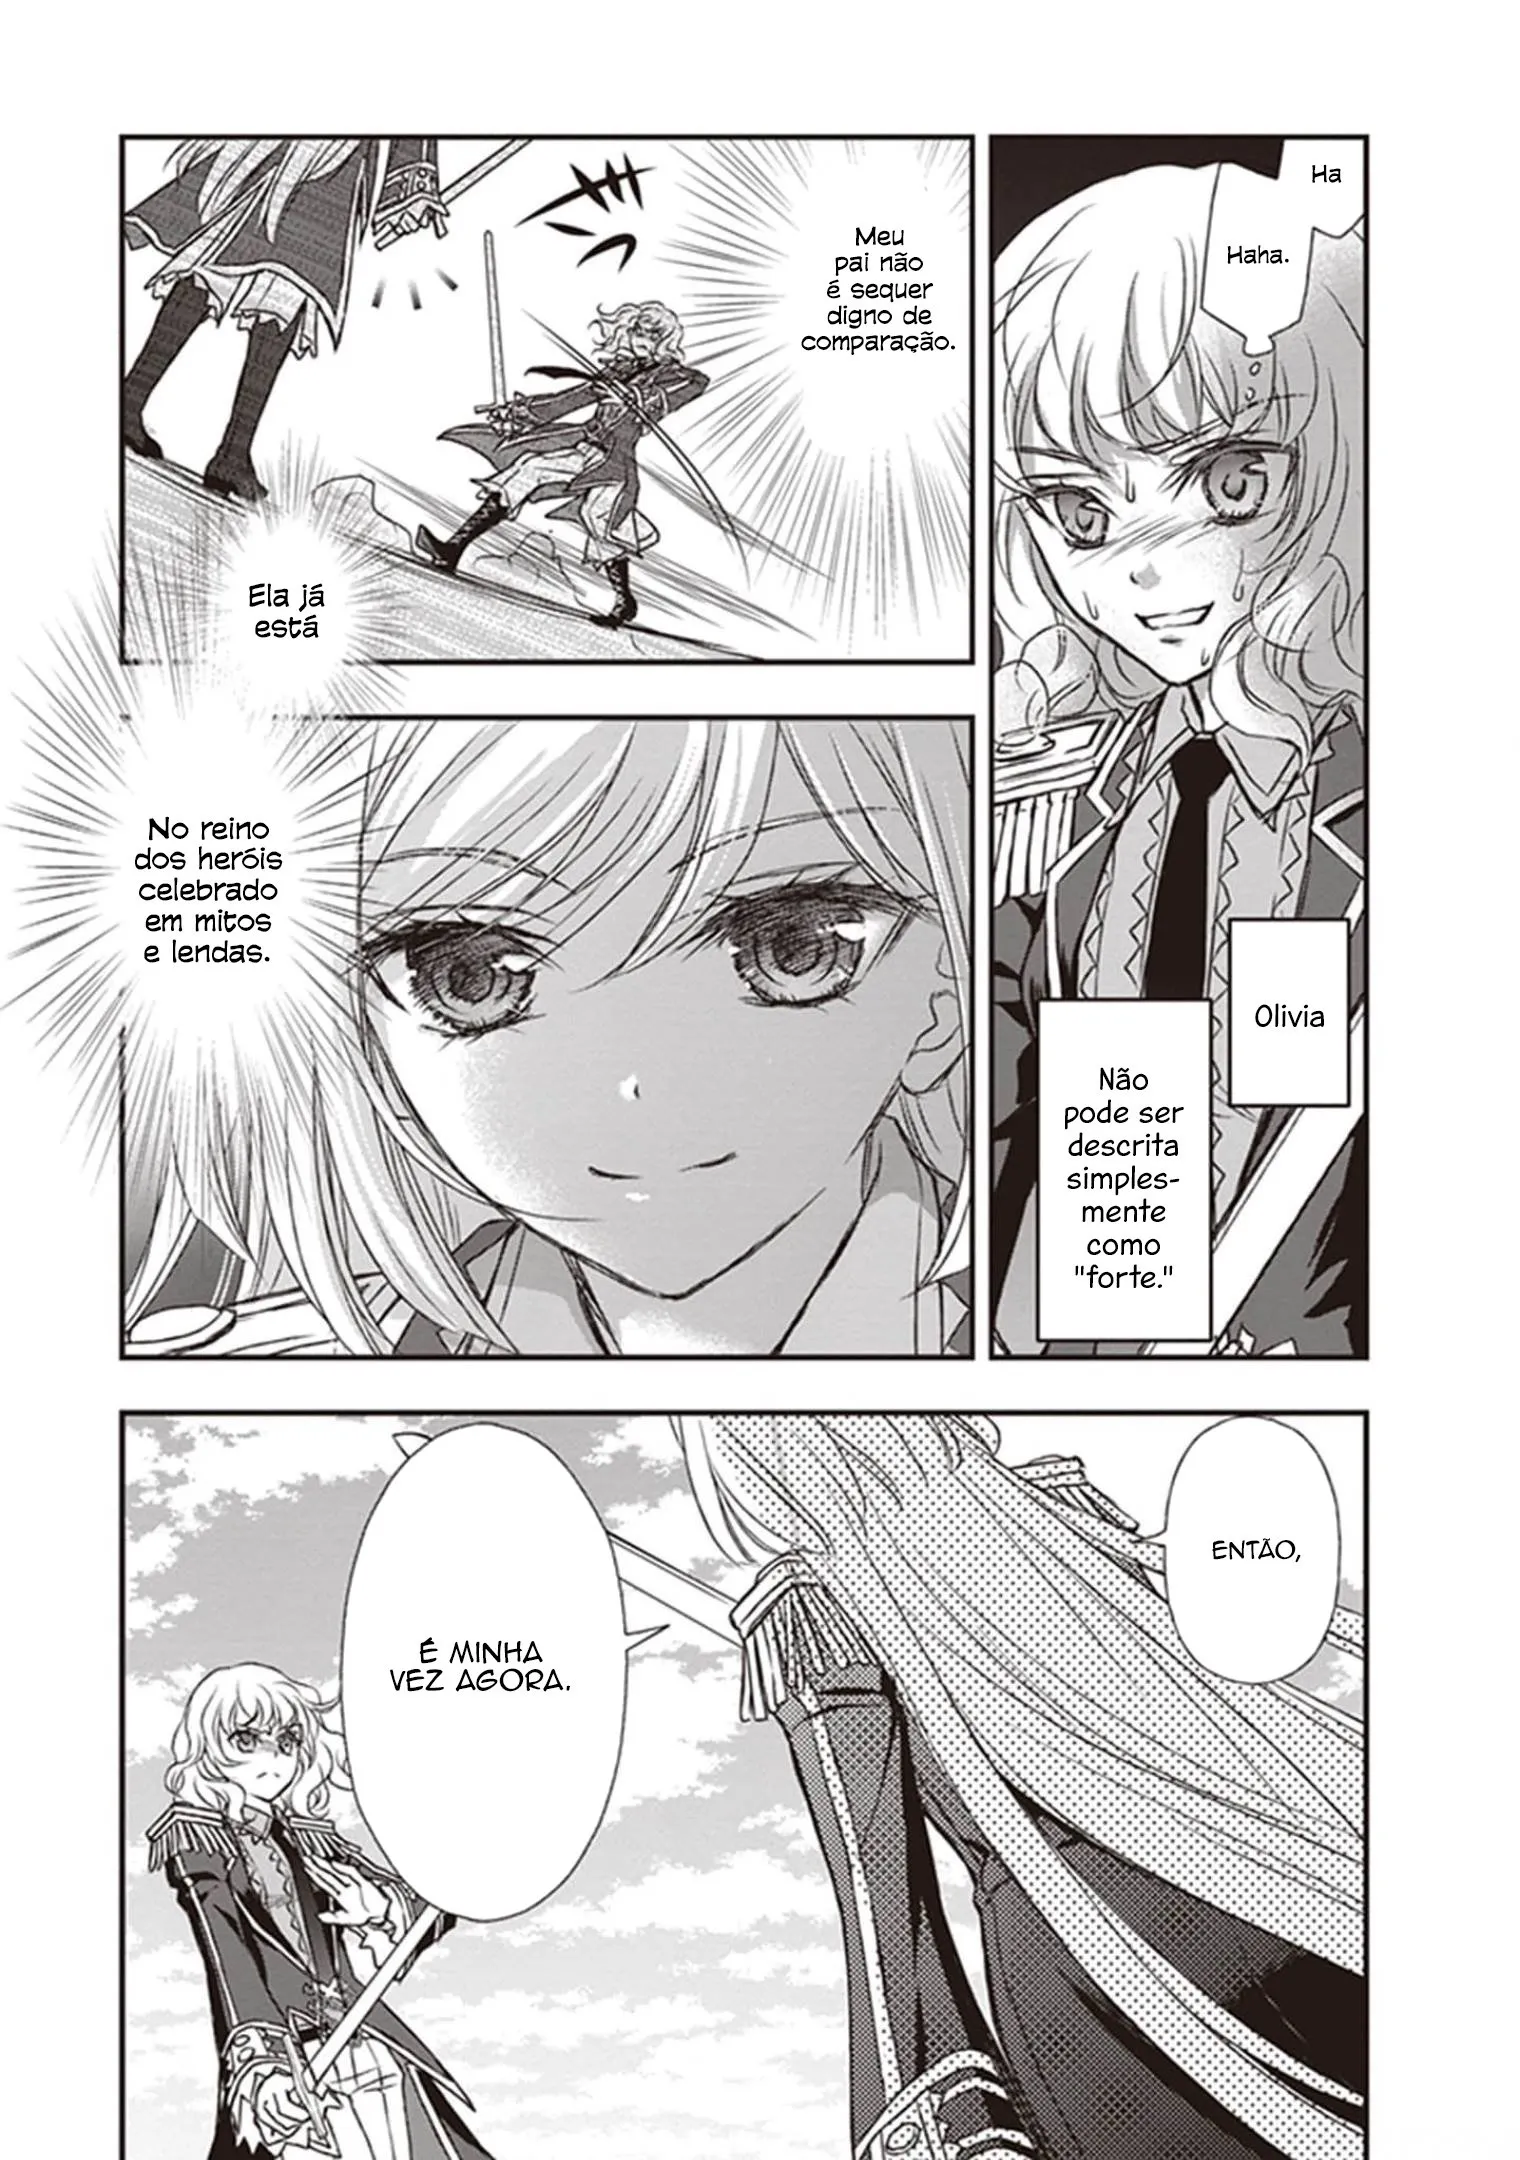 Ha
Haha.
Olivia
Não
pode ser
descrita
simples-
mente
como
"forte."
Meu
pai não
é sequer
digno de
comparação.
Ela já
está
No reino
dos heróis
celebrado
em mitos
e lendas.
ENTÃO,
É MINHA
VEZ AGORA.